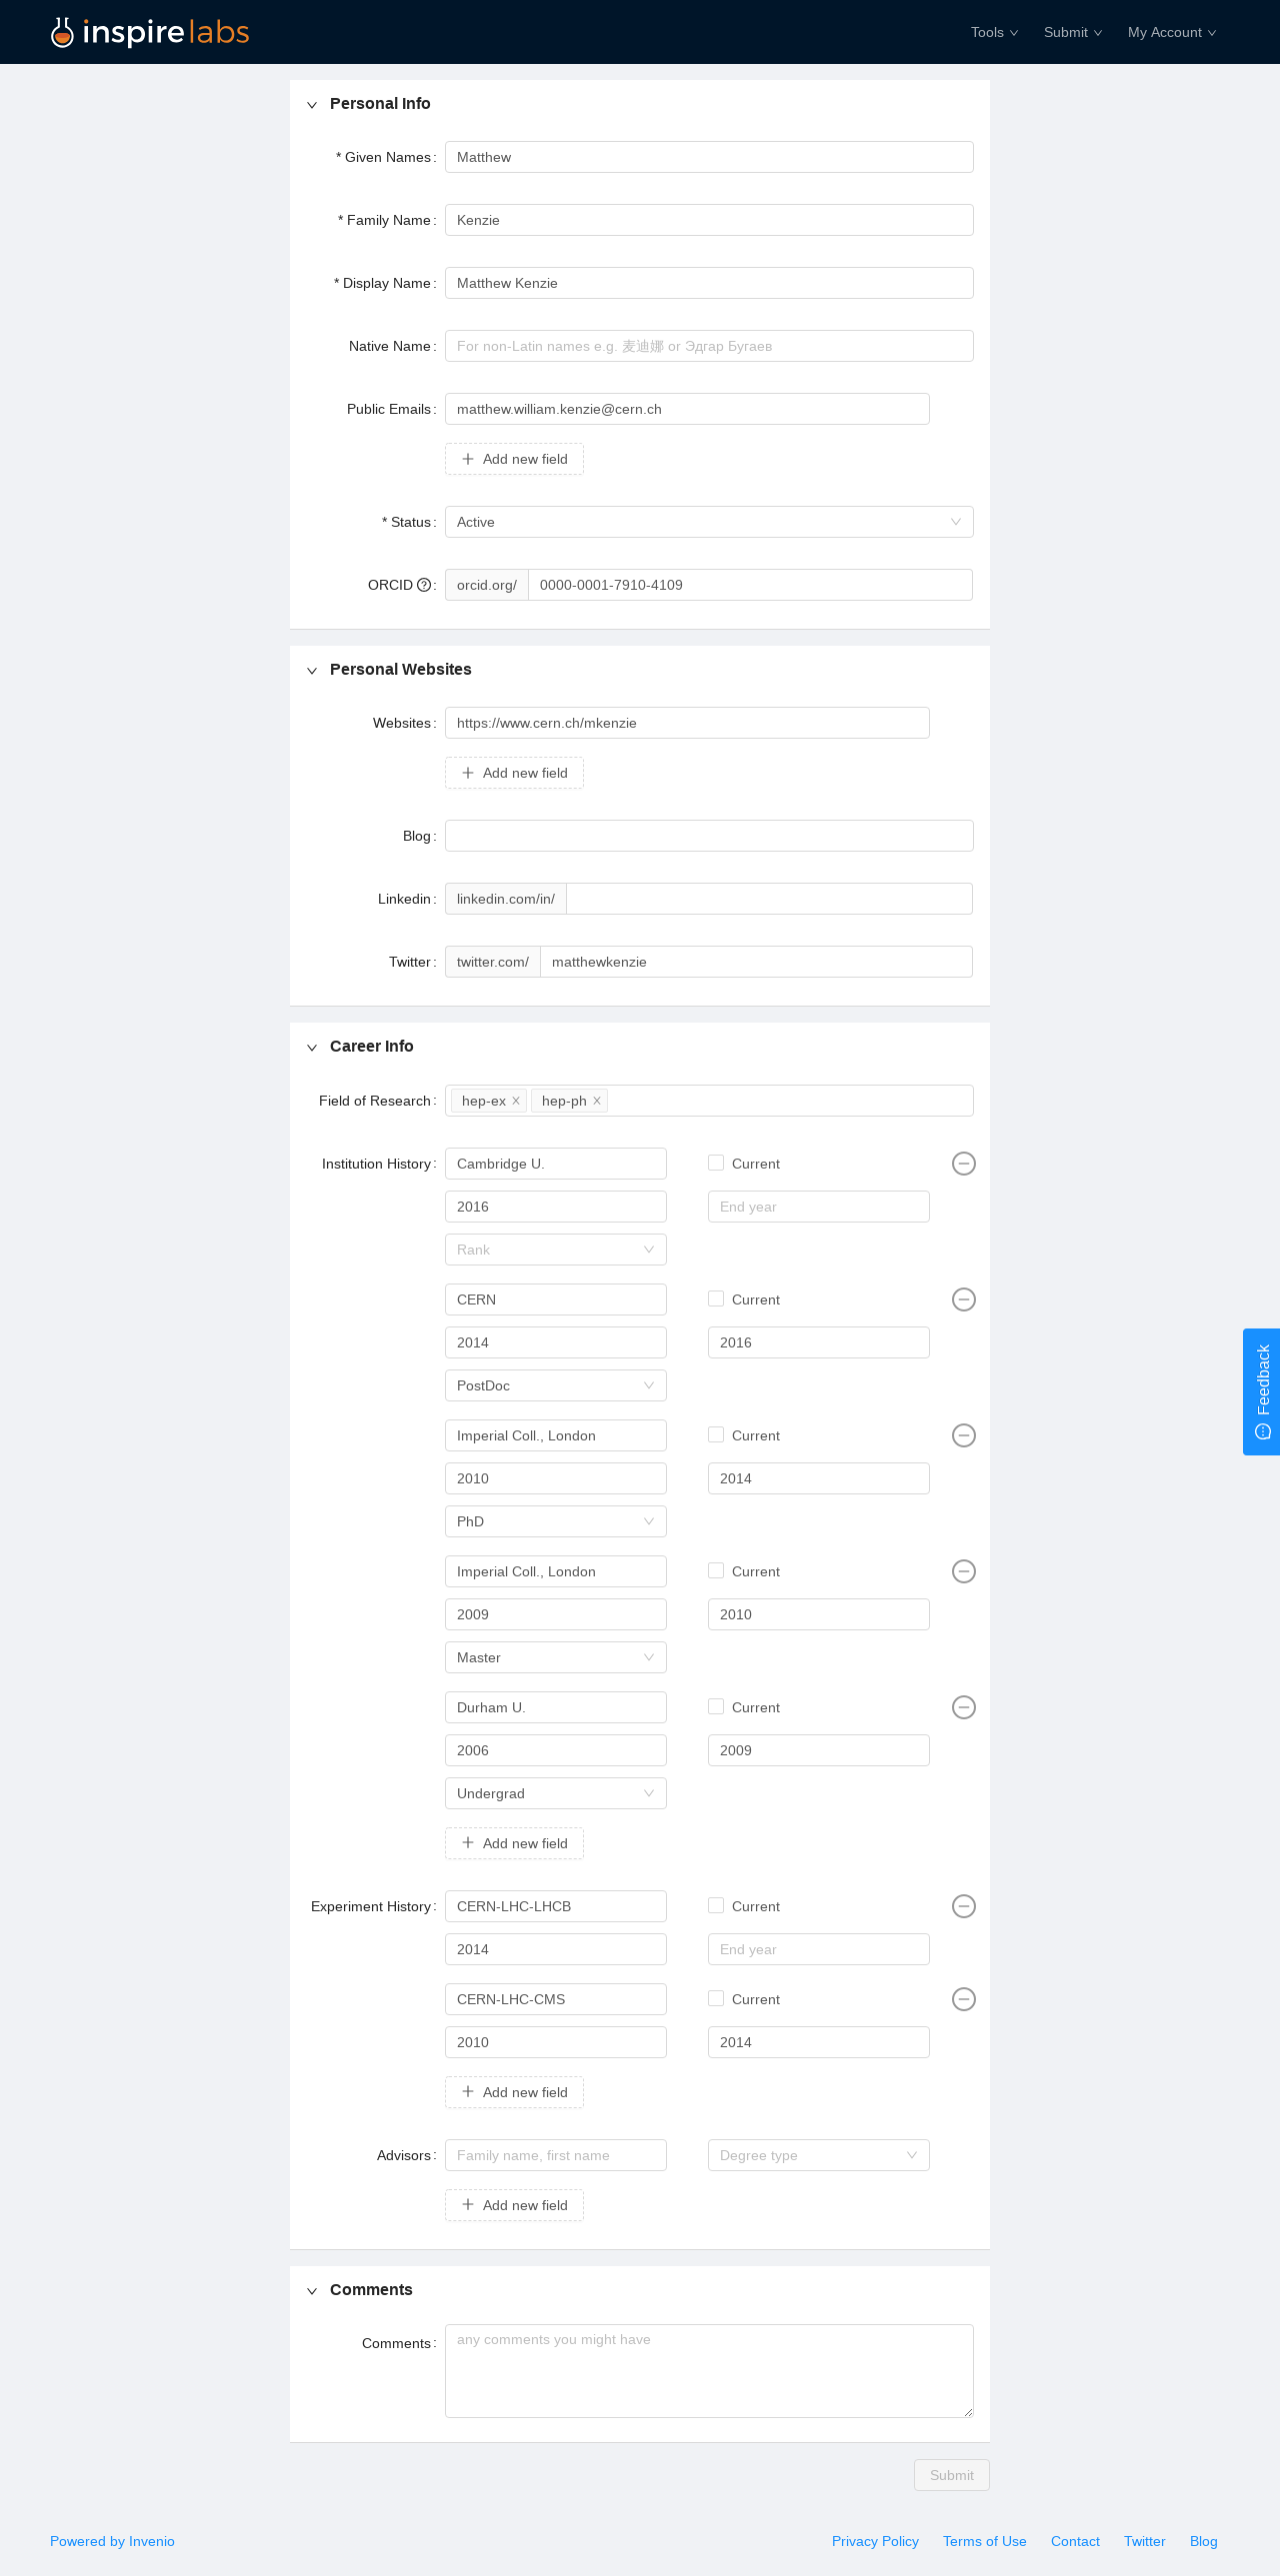 inspire labs Tools Submit My Account
Personal Info
* Given Names: Matthew
* Family Name: Kenzie
* Display Name: Matthew Kenzie
Native Name: For non-Latin names e.g. 麦迪娜 or Эдгар Бугаев
Public Emails: matthew.william.kenzie@cern.ch
Add new field
* Status: Active
ORCID : orcid.org/ 0000-0001-7910-4109
Personal Websites
Websites: https://www.cern.ch/mkenzie
Add new field
Blog:
Linkedin: linkedin.com/in/
Twitter: twitter.com/ matthewkenzie
Career Info
Field of Research: hep-ex hep-ph
Institution History: Cambridge U. Current
2016 End year
Rank
CERN Current
2014 2016
PostDoc
Feedback
Imperial Coll., London Current
2010 2014
PhD
Imperial Coll., London Current
2009 2010
Master
Durham U. Current
2006 2009
Undergrad
Add new field
Experiment History: CERN-LHC-LHCB Current
2014 End year
CERN-LHC-CMS Current
2010 2014
Add new field
Advisors: Family name, first name Degree type
Add new field
Comments
Comments: any comments you might have
Submit
Powered by Invenio Privacy Policy Terms of Use Contact Twitter Blog